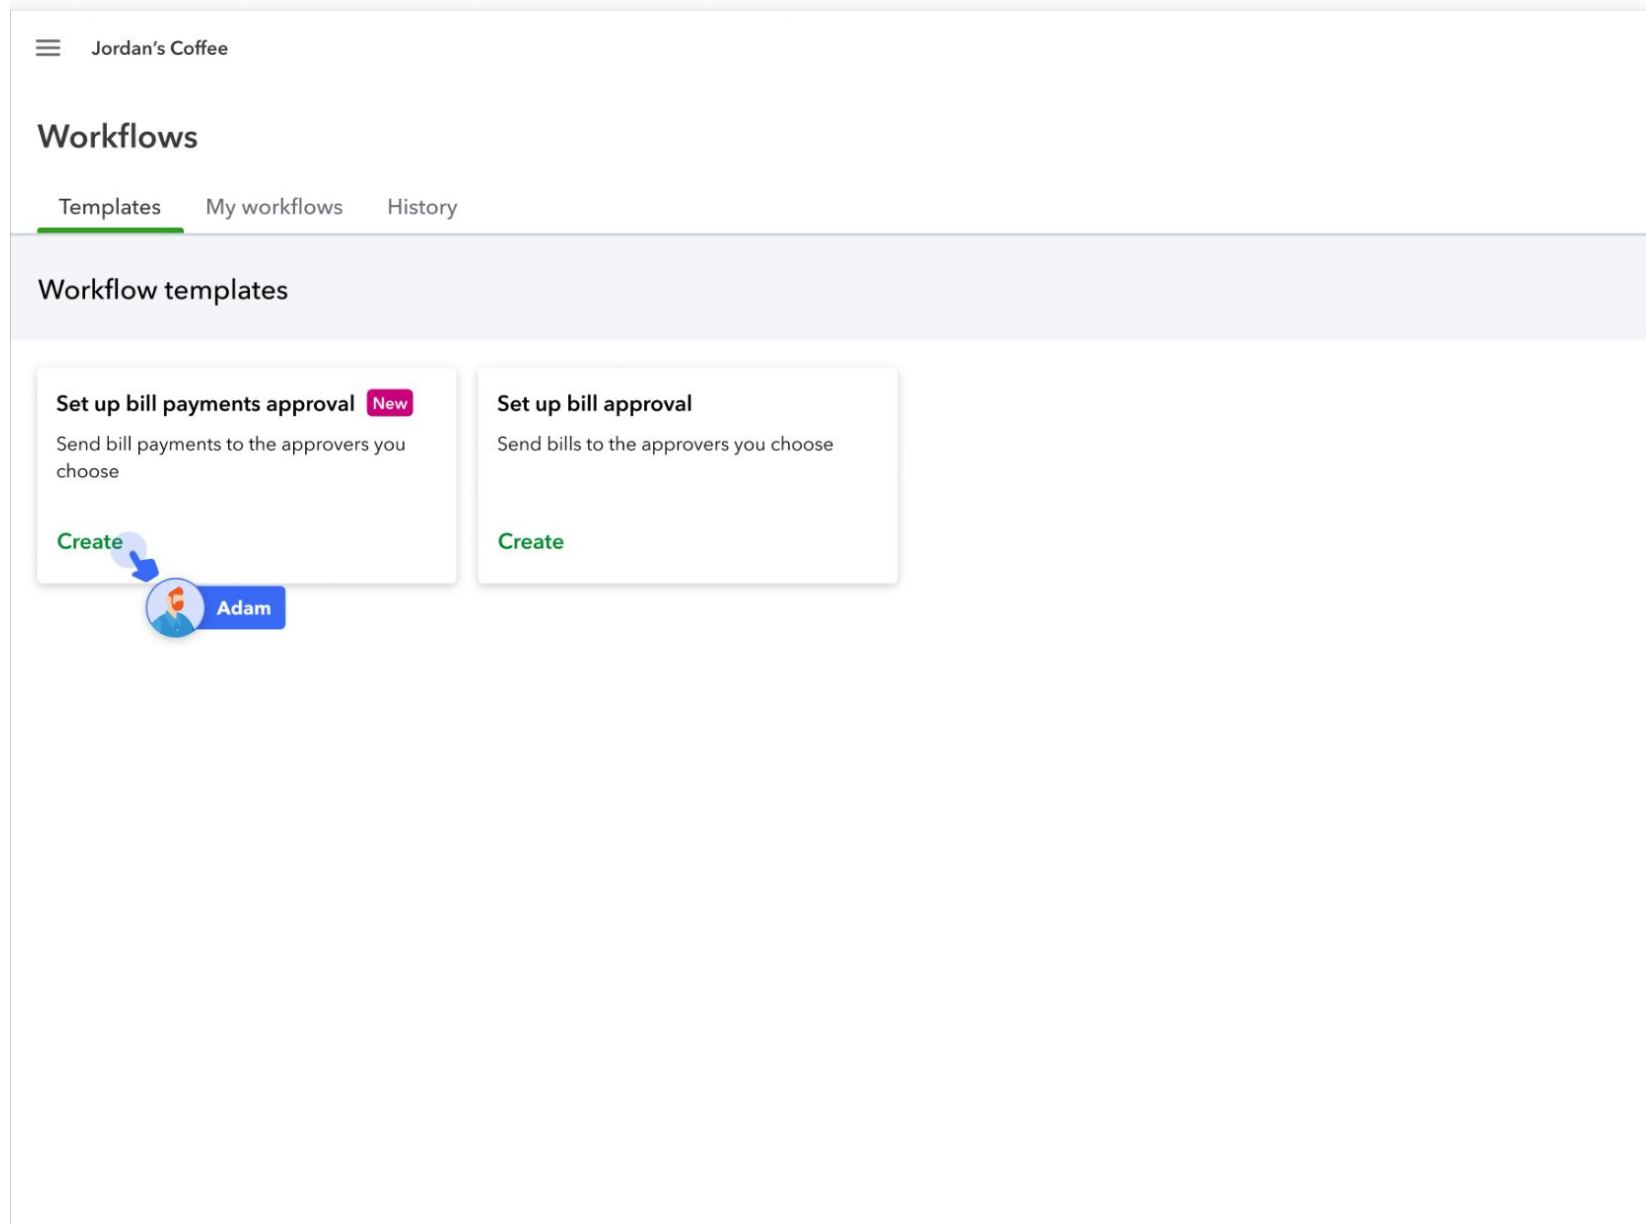 Jordan’s Coffee
Workflows
Templates
My workflows
History
Workflow templates
Set up bill payments approval New
Send bill payments to the approvers you
choose
Create
Set up bill approval
Send bills to the approvers you choose
Create
Adam